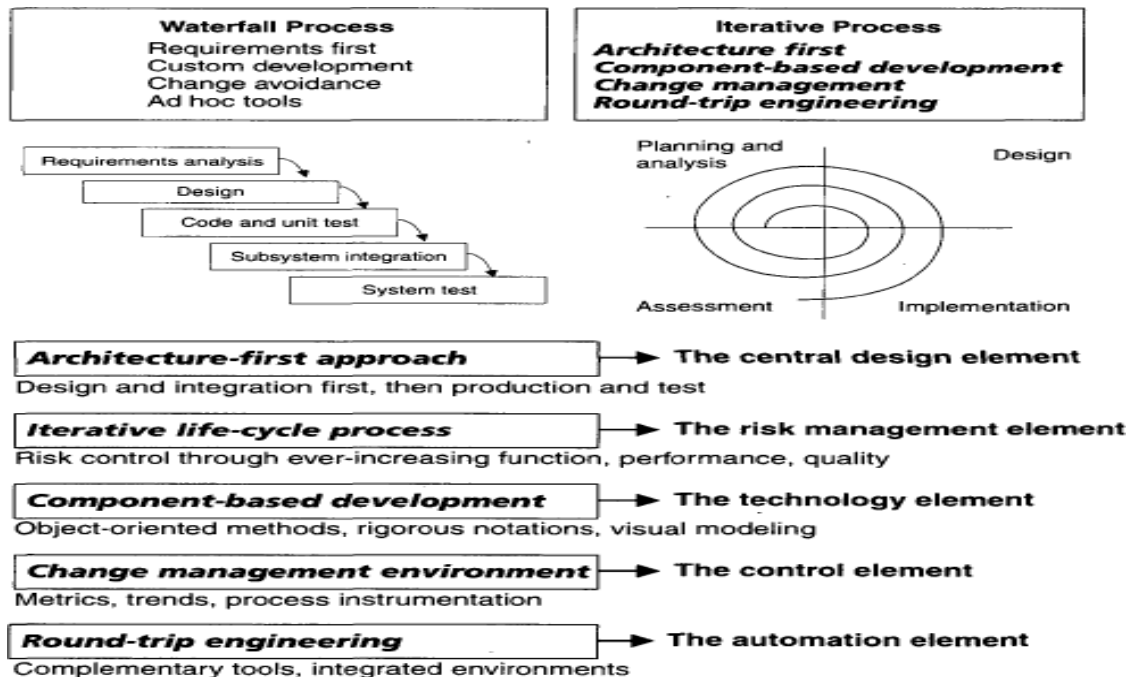 Waterfall Process
Requirements first
Custom development
Change avoidance
Ad hoc tools
Iterative Process
Architecture first
Component-based development
Change management
Round-trip engineering
Requirements analysis
Design
Code and unit test
Subsystem integration
System test
Planning and
analysis
Design
Assessment
Implementation
Architecture-first approach
The central design element
Design and integration first, then production and test
Iterative life-cycle process
The risk management element
Risk control through ever-increasing function, performance, quality
Component-based development
The technology element
Object-oriented methods, rigorous notations, visual modeling
Change management environment
The control element
Metrics, trends, process instrumentation
Round-trip engineering
The automation element
Complementary tools, integrated environments